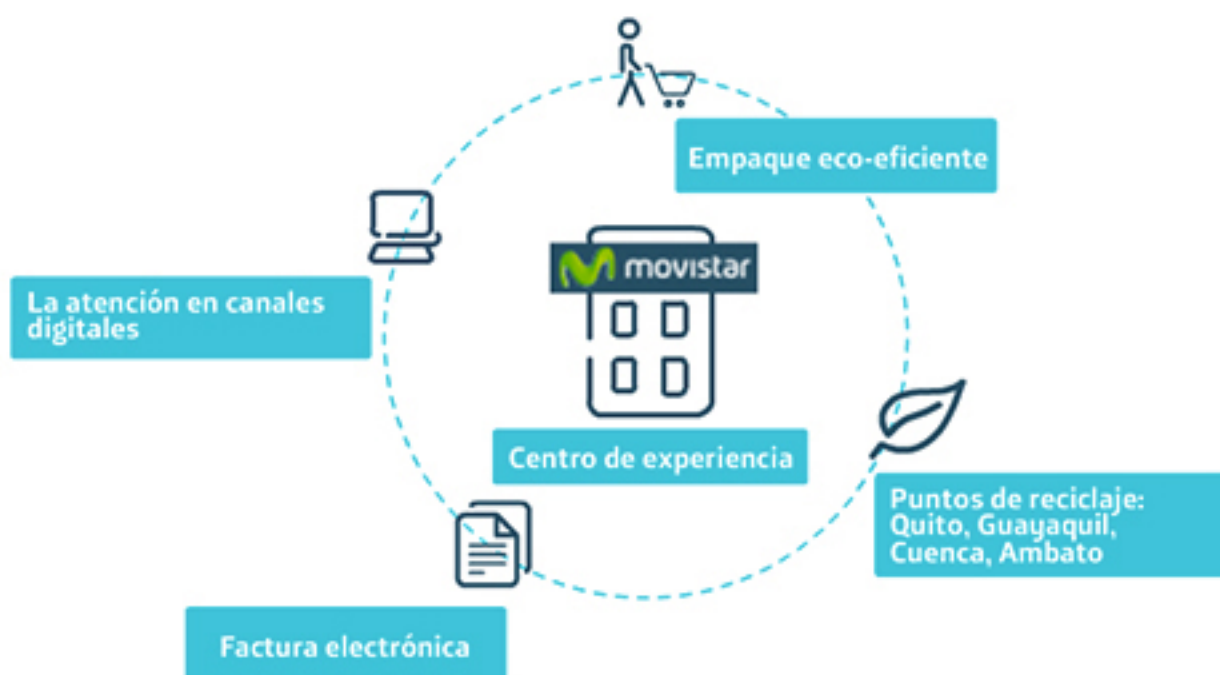 Empaque eco-eficiente
movistar
La atención en canales
digitales
Centro de experiencia
Puntos de reciclaje:
Quito, Guayaquil,
Cuenca, Ambato
Factura electrónica